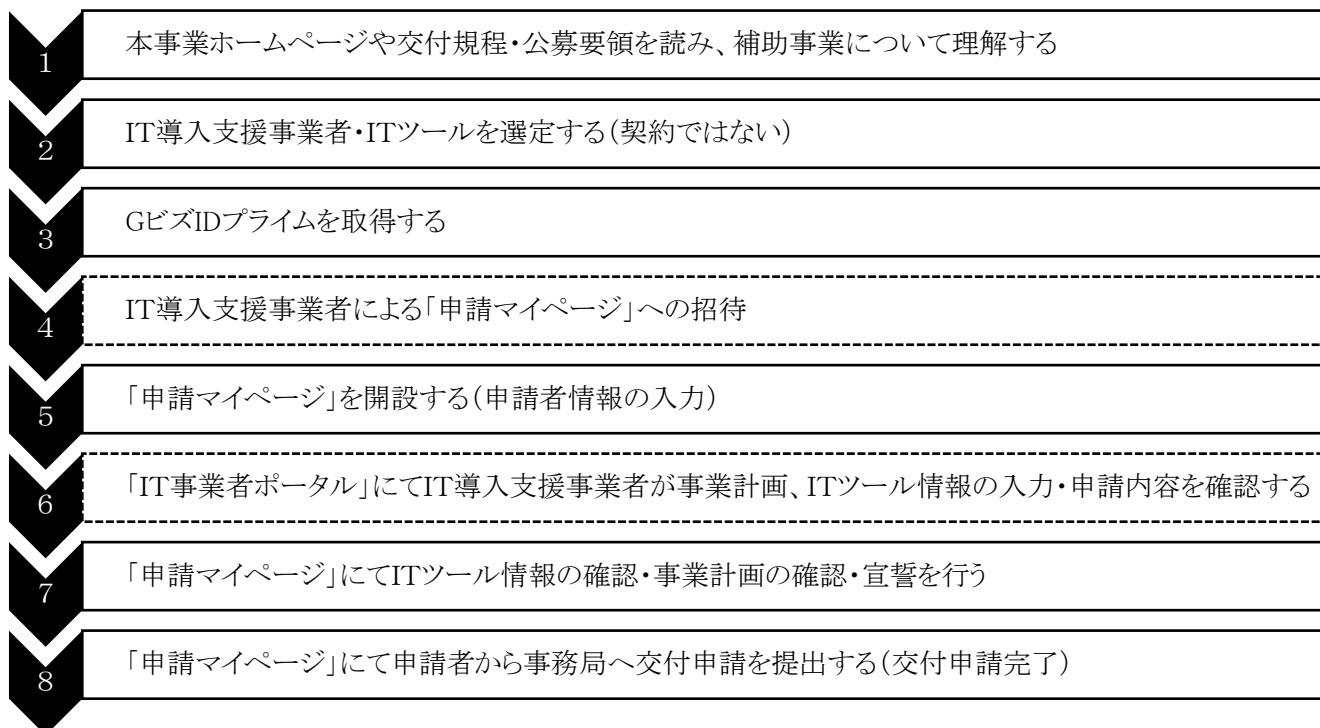 1
本事業ホームページや交付規程・公募要領を読み、補助事業について理解する
2
IT導入支援事業者・ITツールを選定する(契約ではない)
3
GビズIDプライムを取得する
4
IT導入支援事業者による「申請マイページ」への招待
5
「申請マイページ」を開設する(申請者情報の入力)
6
「IT事業者ポータル」にてIT導入支援事業者が事業計画、ITツール情報の入力・申請内容を確認する
7
「申請マイページ」にてITツール情報の確認・事業計画の確認・宣誓を行う
8
「申請マイページ」にて申請者から事務局へ交付申請を提出する(交付申請完了)